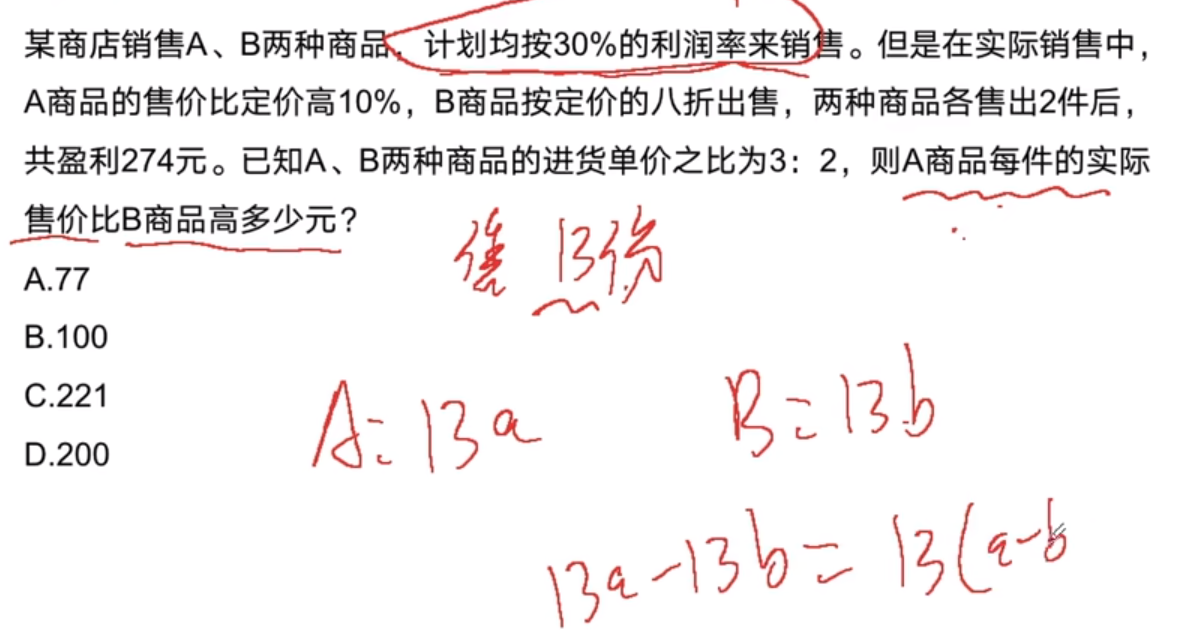 某商店销售A、B两种商品，计划均按30%的利润率来销售。但是在实际销售中，
A商品的售价比定价高10%，B商品按定价的八折出售，两种商品各售出2件后，
共盈利274元。已知A、B两种商品的进货单价之比为3：2，则A商品每件的实际
售价比B商品高多少元？
A.77
B.100
C.221
D.200
售 13份
A=13a
B=13b
13a-13b=13(a-b